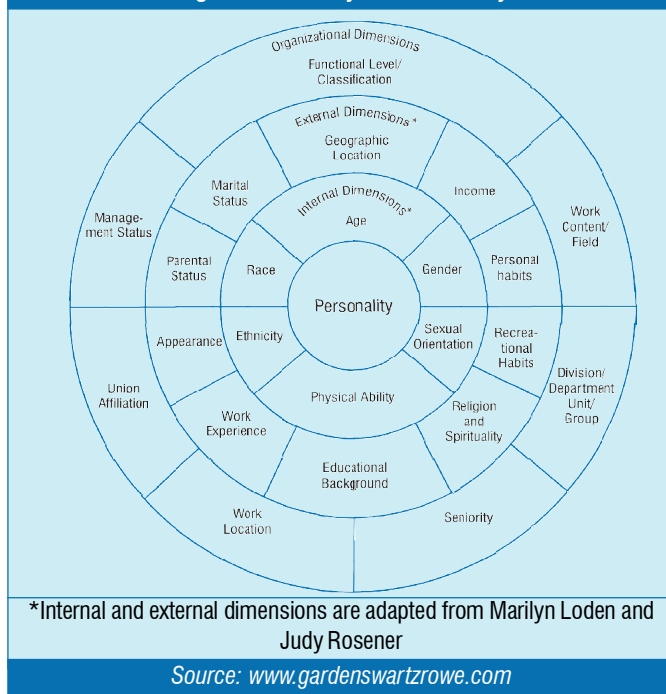 Organizational Dimensions
Functional Level/
Classification
External Dimensions*
Geographic
Location
Marital
Status
Income
Internal Dimensions*
Age
Manage-
ment Status
Work
Content/
Field
Parental
Status
Race
Gender
Personal
habits
Personality
Appearance
Ethnicity
Sexual
Orientation
Recrea-
tional
Habits
Union
Affiliation
Division/
Department
Unit/
Group
Physical Ability
Work
Experience
Religion
and
Spirituality
Educational
Background
Work
Location
Seniority
*Internal and external dimensions are adapted from Marilyn Loden and
Judy Rosener
Source: www.gardenswartzrowe.com